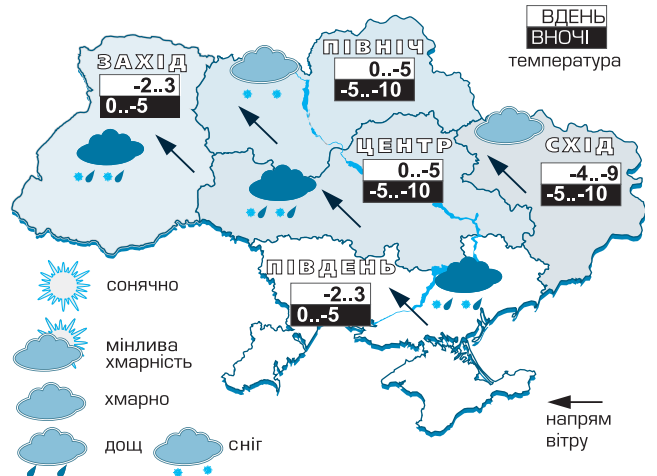 ВДЕНЬ
ВНОЧІ
температура
ПІВНІЧ
0..-5
-5..-10
ЗАХІД
-2..3
0..-5
ЦЕНТР
0..-5
-5..-10
СХІД
-4..-9
-5..-10
ПІВДЕНЬ
-2..3
0..-5
сонячно
мінлива
хмарність
хмарно
дощ
сніг
напрям
вітру